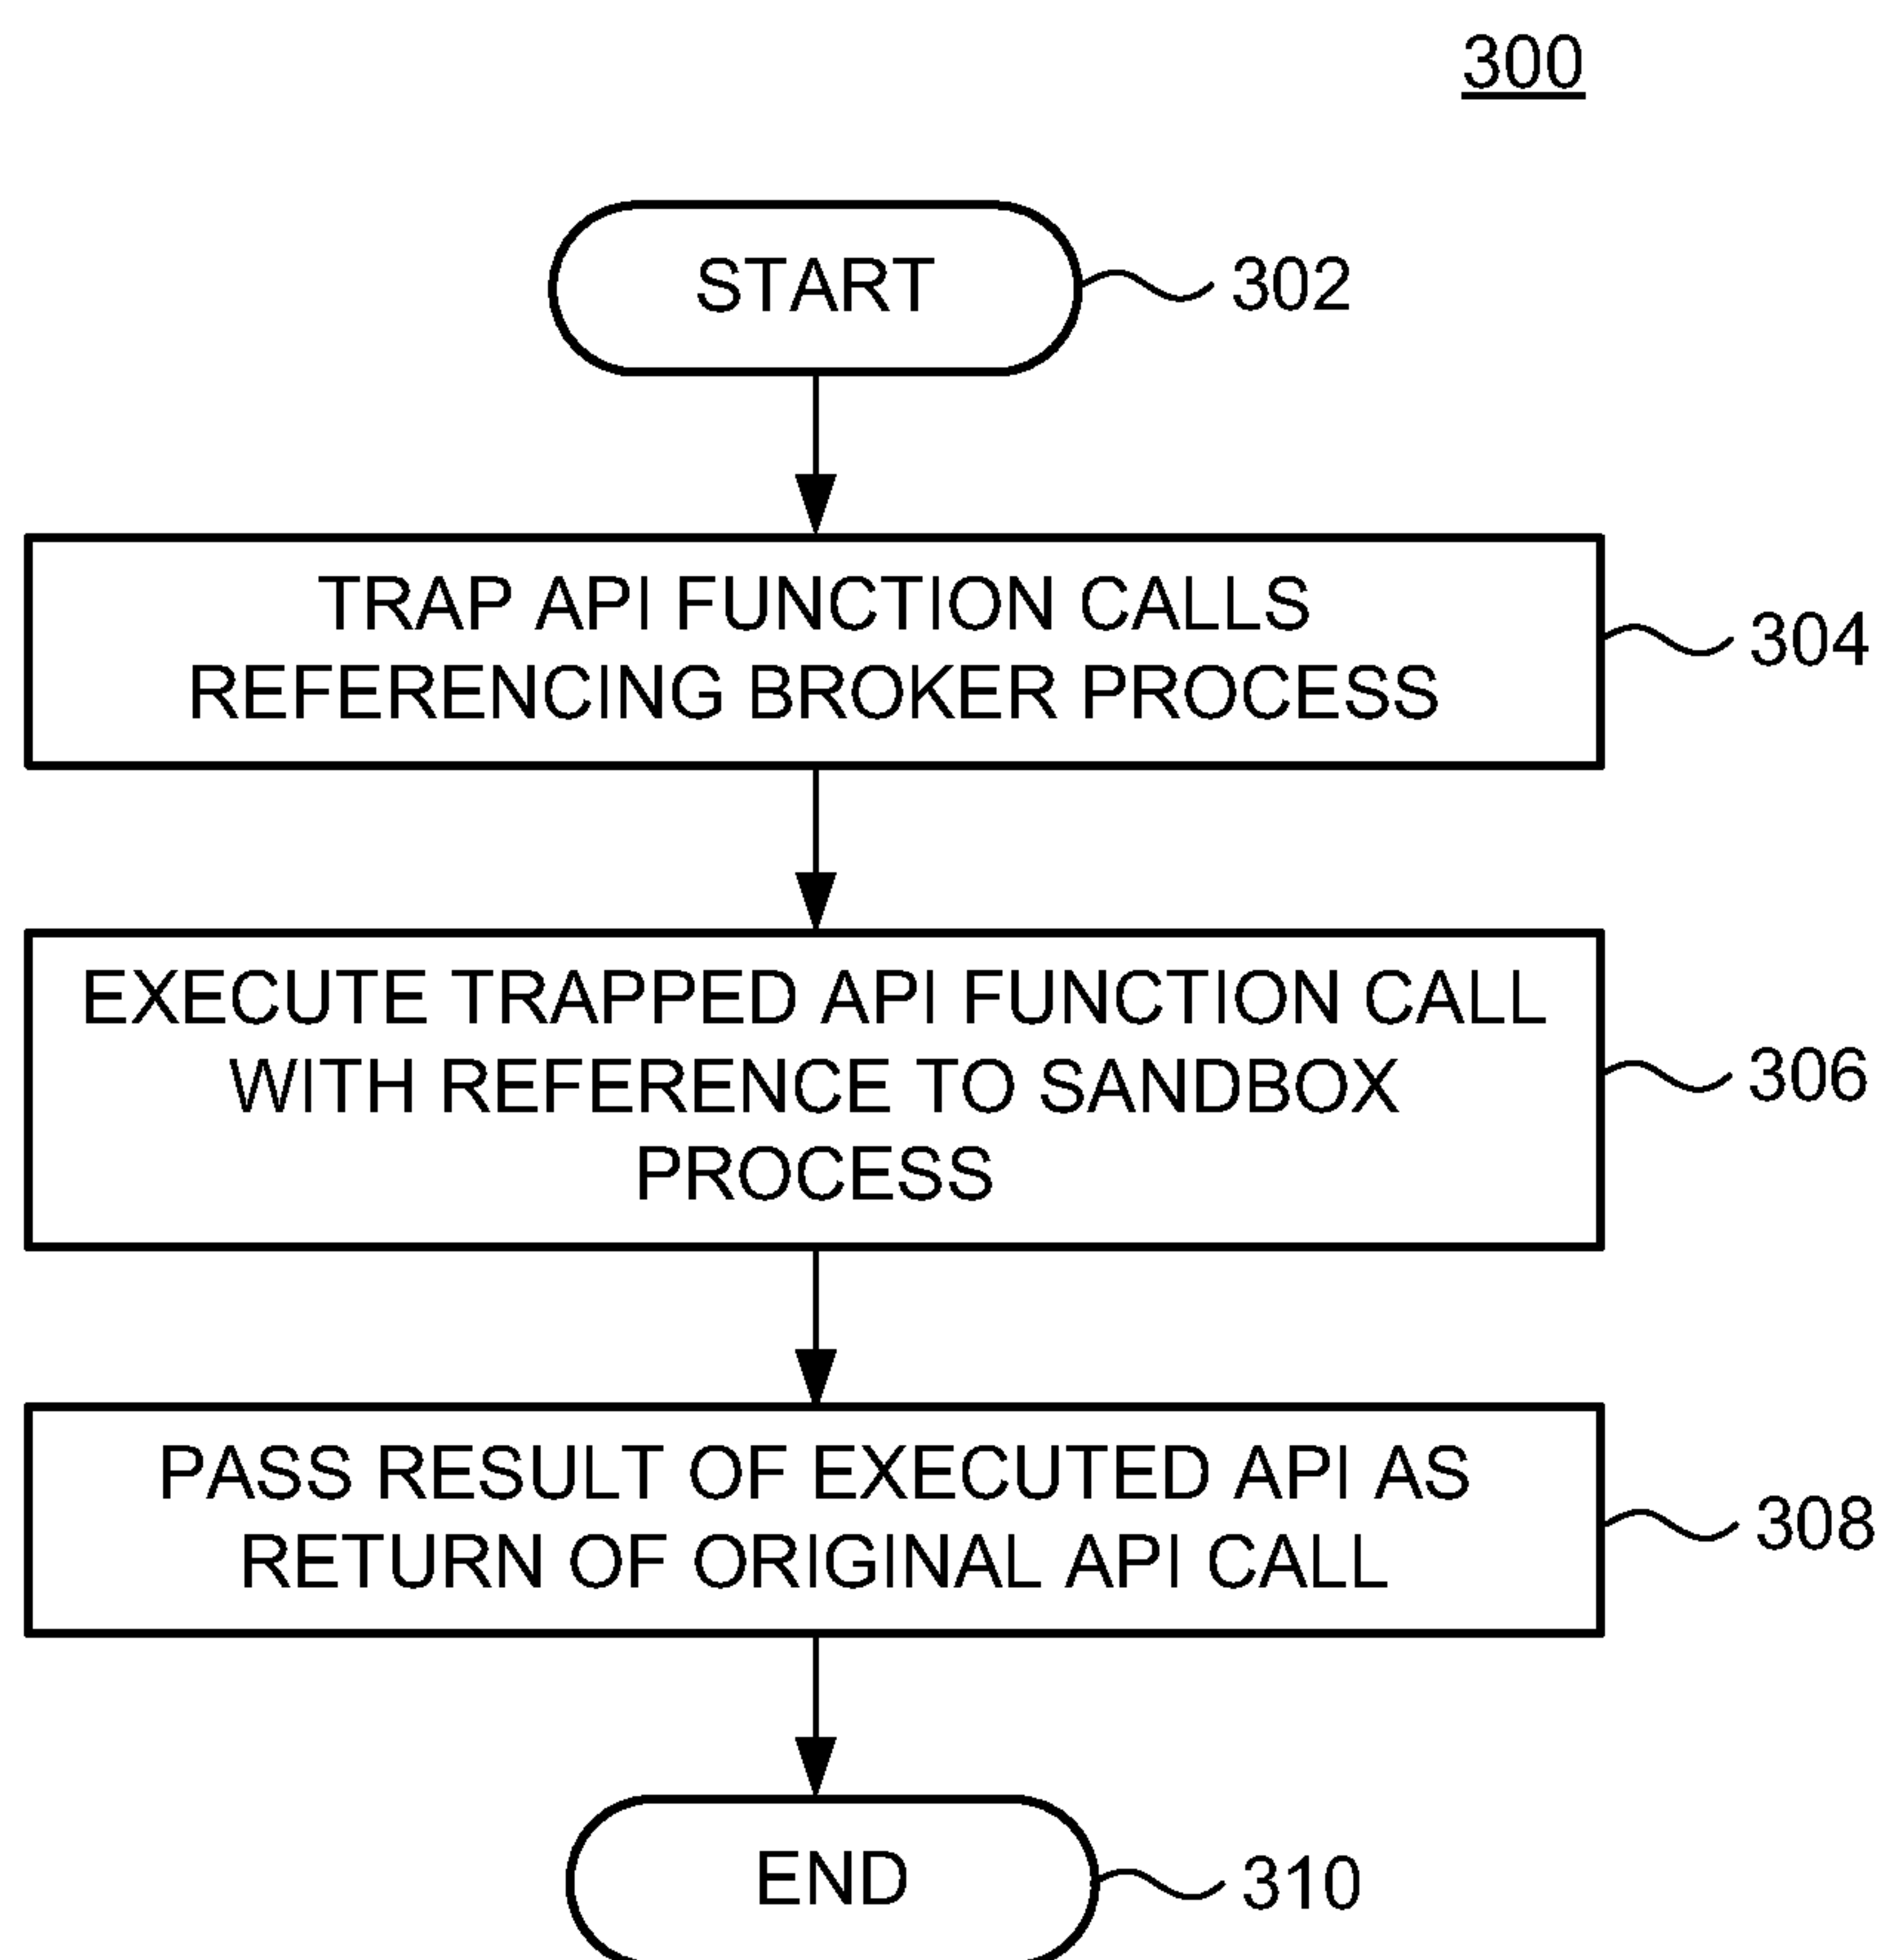 300
START
302
TRAP API FUNCTION CALLS
REFERENCING BROKER PROCESS
304
EXECUTE TRAPPED API FUNCTION CALL
WITH REFERENCE TO SANDBOX
PROCESS
306
PASS RESULT OF EXECUTED API AS
RETURN OF ORIGINAL API CALL
308
END
310